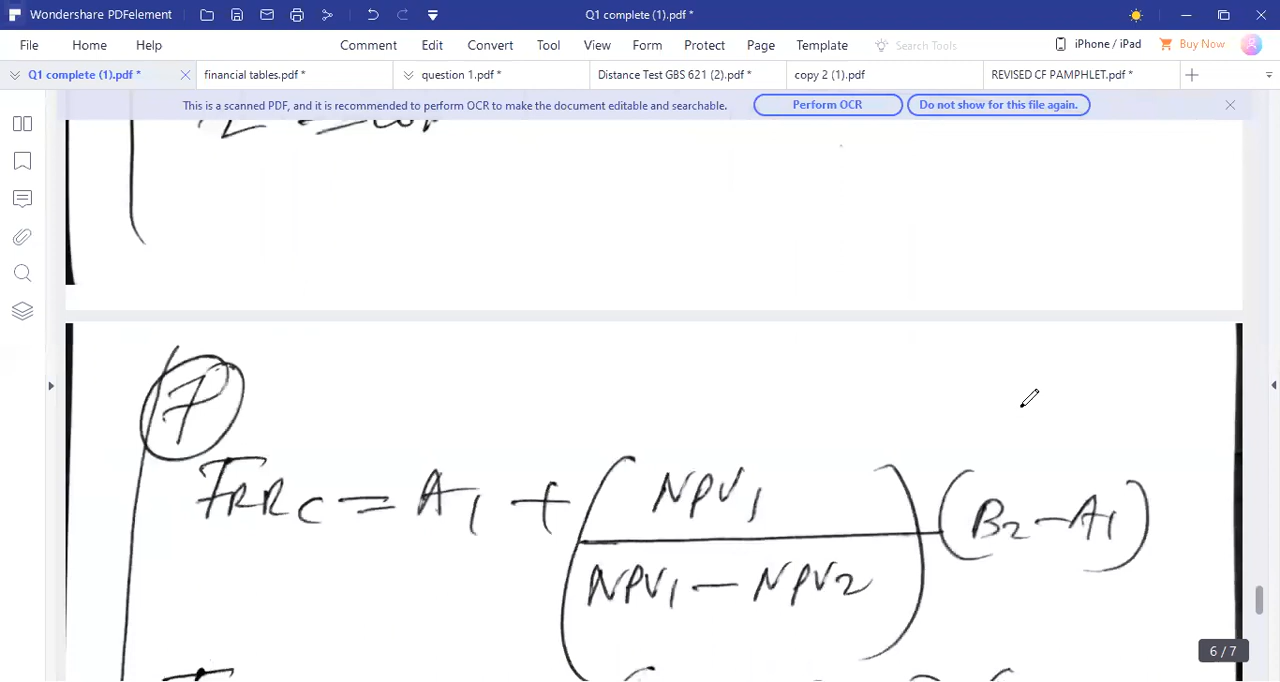 Wondershare PDFelement
Q1 complete (1).pdf *
File Home Help Comment Edit Convert Tool View Form Protect Page Template Search Tools iPhone / iPad Buy Now
Q1 complete (1).pdf * financial tables.pdf * question 1.pdf * Distance Test GBS 621 (2).pdf * copy 2 (1).pdf REVISED CF PAMPHLET.pdf *
This is a scanned PDF, and it is recommended to perform OCR to make the document editable and searchable. Perform OCR Do not show for this file again.
7
IRRC = A1 + (NPV1 / (NPV1 - NPV2)) (B2 - A1)
6 / 7